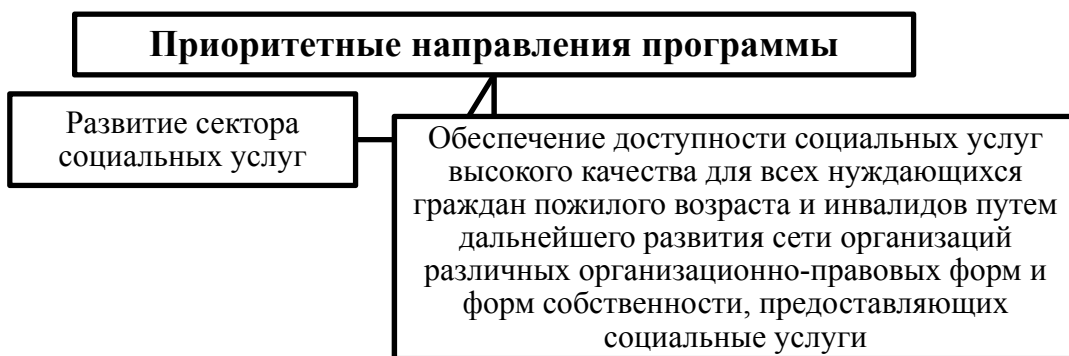 Приоритетные направления программы
Развитие сектора
социальных услуг
Обеспечение доступности социальных услуг
высокого качества для всех нуждающихся
граждан пожилого возраста и инвалидов путем
дальнейшего развития сети организаций
различных организационно-правовых форм и
форм собственности, предоставляющих
социальные услуги